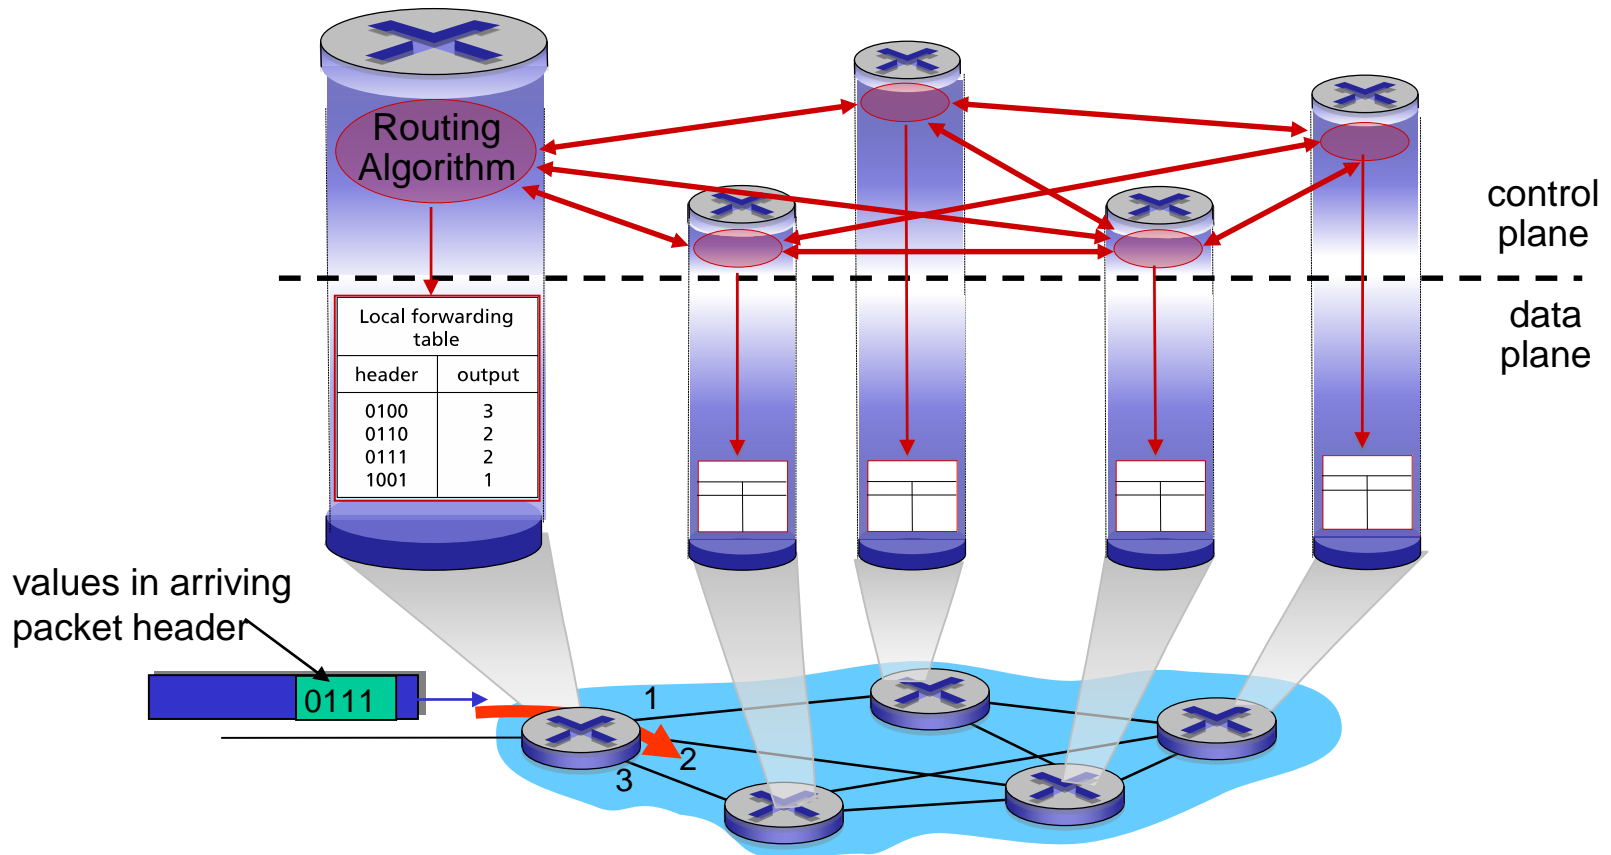 Routing
Algorithm
control
plane
data
plane
Local forwarding
table
header output
0100 3
0110 2
0111 2
1001 1
values in arriving
packet header
0111
1
2
3